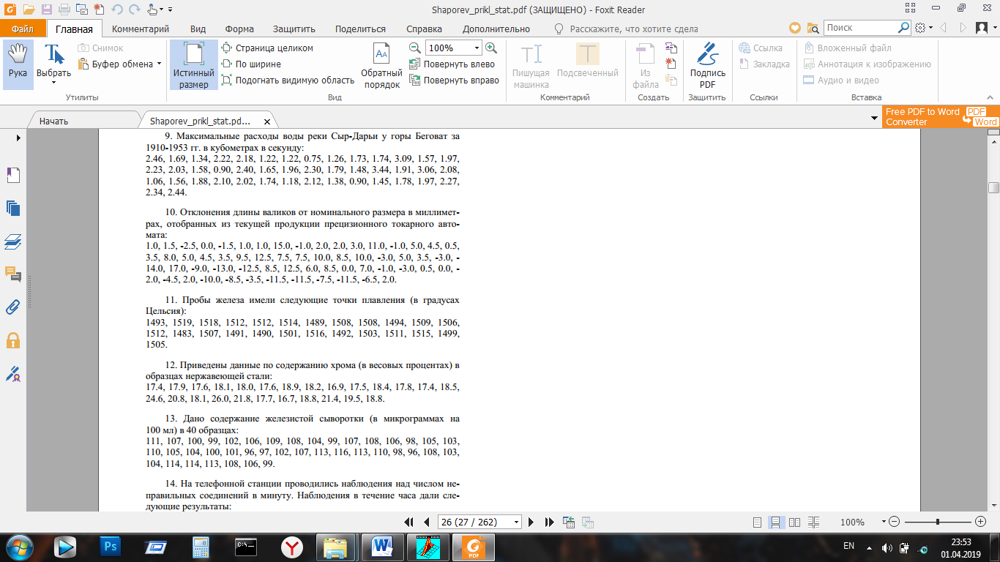 Shaporev_prikl_stat.pdf (ЗАЩИЩЕНО) - Foxit Reader
Файл Главная Комментарий Вид Форма Защитить Поделиться Справка Дополнительно Расскажите, что хотите сдела Поиск
Рука
Выбрать
Снимок
Буфер обмена
Утилиты
Истинный размер
Страница целиком
По ширине
Подогнать видимую область
Обратный порядок
100%
Повернуть влево
Повернуть вправо
Вид
Пишущая машинка
Подсвеченный
Комментарий
Из файла
Создать
Подпись PDF
Защитить
Ссылка
Закладка
Ссылки
Вложенный файл
Аннотация к изображению
Аудио и видео
Вставка
Начать
Shaporev_prikl_stat.pd...
Free PDF to Word PDF
Converter Word
9. Максимальные расходы воды реки Сыр-Дарьи у горы Беговат за
1910-1953 гг. в кубометрах в секунду:
2.46, 1.69, 1.34, 2.22, 2.18, 1.22, 1.22, 0.75, 1.26, 1.73, 1.74, 3.09, 1.57, 1.97,
2.23, 2.03, 1.58, 0.90, 2.40, 1.65, 1.96, 2.30, 1.79, 1.48, 3.44, 1.91, 3.06, 2.08,
1.06, 1.56, 1.88, 2.10, 2.02, 1.74, 1.18, 2.12, 1.38, 0.90, 1.45, 1.78, 1.97, 2.27,
2.34, 2.44.
10. Отклонения длины валиков от номинального размера в миллимет-
рах, отобранных из текущей продукции прецизионного токарного авто-
мата:
1.0, 1.5, -2.5, 0.0, -1.5, 1.0, 1.0, 15.0, -1.0, 2.0, 2.0, 3.0, 11.0, -1.0, 5.0, 4.5, 0.5,
3.5, 8.0, 5.0, 4.5, 3.5, 9.5, 12.5, 7.5, 7.5, 10.0, 8.5, 10.0, -3.0, 5.0, 3.5, -3.0, -
14.0, 17.0, -9.0, -13.0, -12.5, 8.5, 12.5, 6.0, 8.5, 0.0, 7.0, -1.0, -3.0, 0.5, 0.0, -
2.0, -4.5, 2.0, -10.0, -8.5, -3.5, -11.5, -11.5, -7.5, -11.5, -6.5, 2.0.
11. Пробы железа имели следующие точки плавления (в градусах
Цельсия):
1493, 1519, 1518, 1512, 1512, 1514, 1489, 1508, 1508, 1494, 1509, 1506,
1512, 1483, 1507, 1491, 1490, 1501, 1516, 1492, 1503, 1511, 1515, 1499,
1505.
12. Приведены данные по содержанию хрома (в весовых процентах) в
образцах нержавеющей стали:
17.4, 17.9, 17.6, 18.1, 18.0, 17.6, 18.9, 18.2, 16.9, 17.5, 18.4, 17.8, 17.4, 18.5,
24.6, 20.8, 18.1, 26.0, 21.8, 17.7, 16.7, 18.8, 21.4, 19.5, 18.8.
13. Дано содержание железистой сыворотки (в микрограммах на
100 мл) в 40 образцах:
111, 107, 100, 99, 102, 106, 109, 108, 104, 99, 107, 108, 106, 98, 105, 103,
110, 105, 104, 100, 101, 96, 97, 102, 107, 113, 116, 113, 110, 98, 96, 108, 103,
104, 114, 114, 113, 108, 106, 99.
14. На телефонной станции проводились наблюдения над числом не-
правильных соединений в минуту. Наблюдения в течение часа дали сле-
дующие результаты:
26 (27 / 262)
100%
EN
23:53
01.04.2019